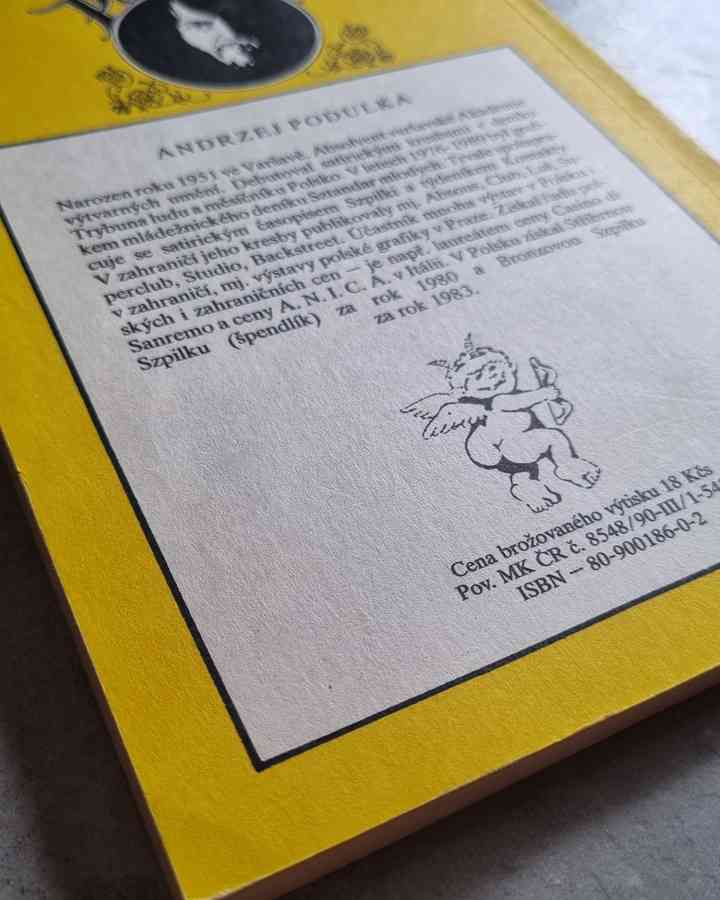 ANDRZEJ PODULKA
Narozen roku 1951 ve Varšavě. Absolvent varšavské Akademie
výtvarných umění. Debutoval satirickými kresbami v deníku
Trybuna ludu a měsíčníku Polsko. V letech 1976, 1980 byl
kem mládežnického deníku Sztandar mlodych. Trvale spolupra-
cuje se satirickým časopisem Szpilki a týdeníkem
V zahraničí jeho kresby publikovaly mj. Club, Lui,
perclub, Studio, Backstreet. Účastník mnoha výstav v Polsku i
v zahraničí, mj. výstavy polské grafiky v Praze. Získal řadu pol-
ských i zahraničních cen — je např. laureátem ceny Casino di
Sanremo a ceny A. N. I. C. A. v Itálii. V Polsku získal Stříbrnou
Szpilku (špendlík) za rok 1980 a Bronzovou Szpilku
za rok 1983.
Cena brožovaného výtisku 18 Kčs
Pov. MK ČR č. 8548/90-III/1-54
ISBN — 80-900186-0-2